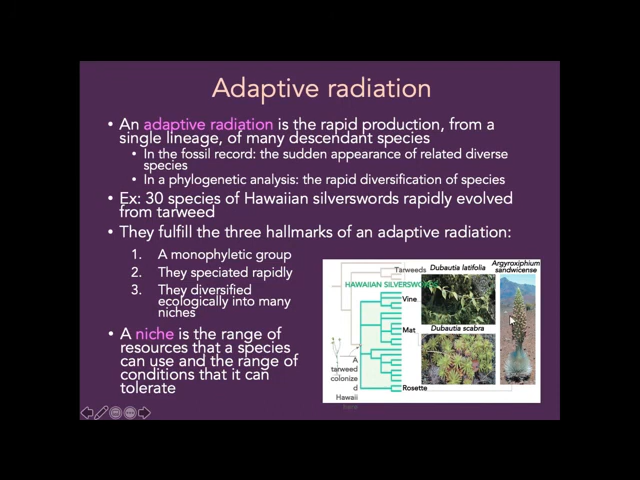 Adaptive radiation
• An adaptive radiation is the rapid production, from a
single lineage, of many descendant species
• In the fossil record: the sudden appearance of related diverse
species
• In a phylogenetic analysis: the rapid diversification of species
• Ex: 30 species of Hawaiian silverswords rapidly evolved
from tarweed
• They fulfill the three hallmarks of an adaptive radiation:
1. A monophyletic group
2. They speciated rapidly
3. They diversified
ecologically into many
niches
• A niche is the range of
resources that a species
can use and the range of
conditions that it can
tolerate
Tarweeds
HAWAIIAN SILVERSWORDS
Vine
Mat
Rosette
A
tarweed
colonize
d
Hawaii
Dubautia latifolia
Dubautia scabra
Argyroxiphium
sandwicense